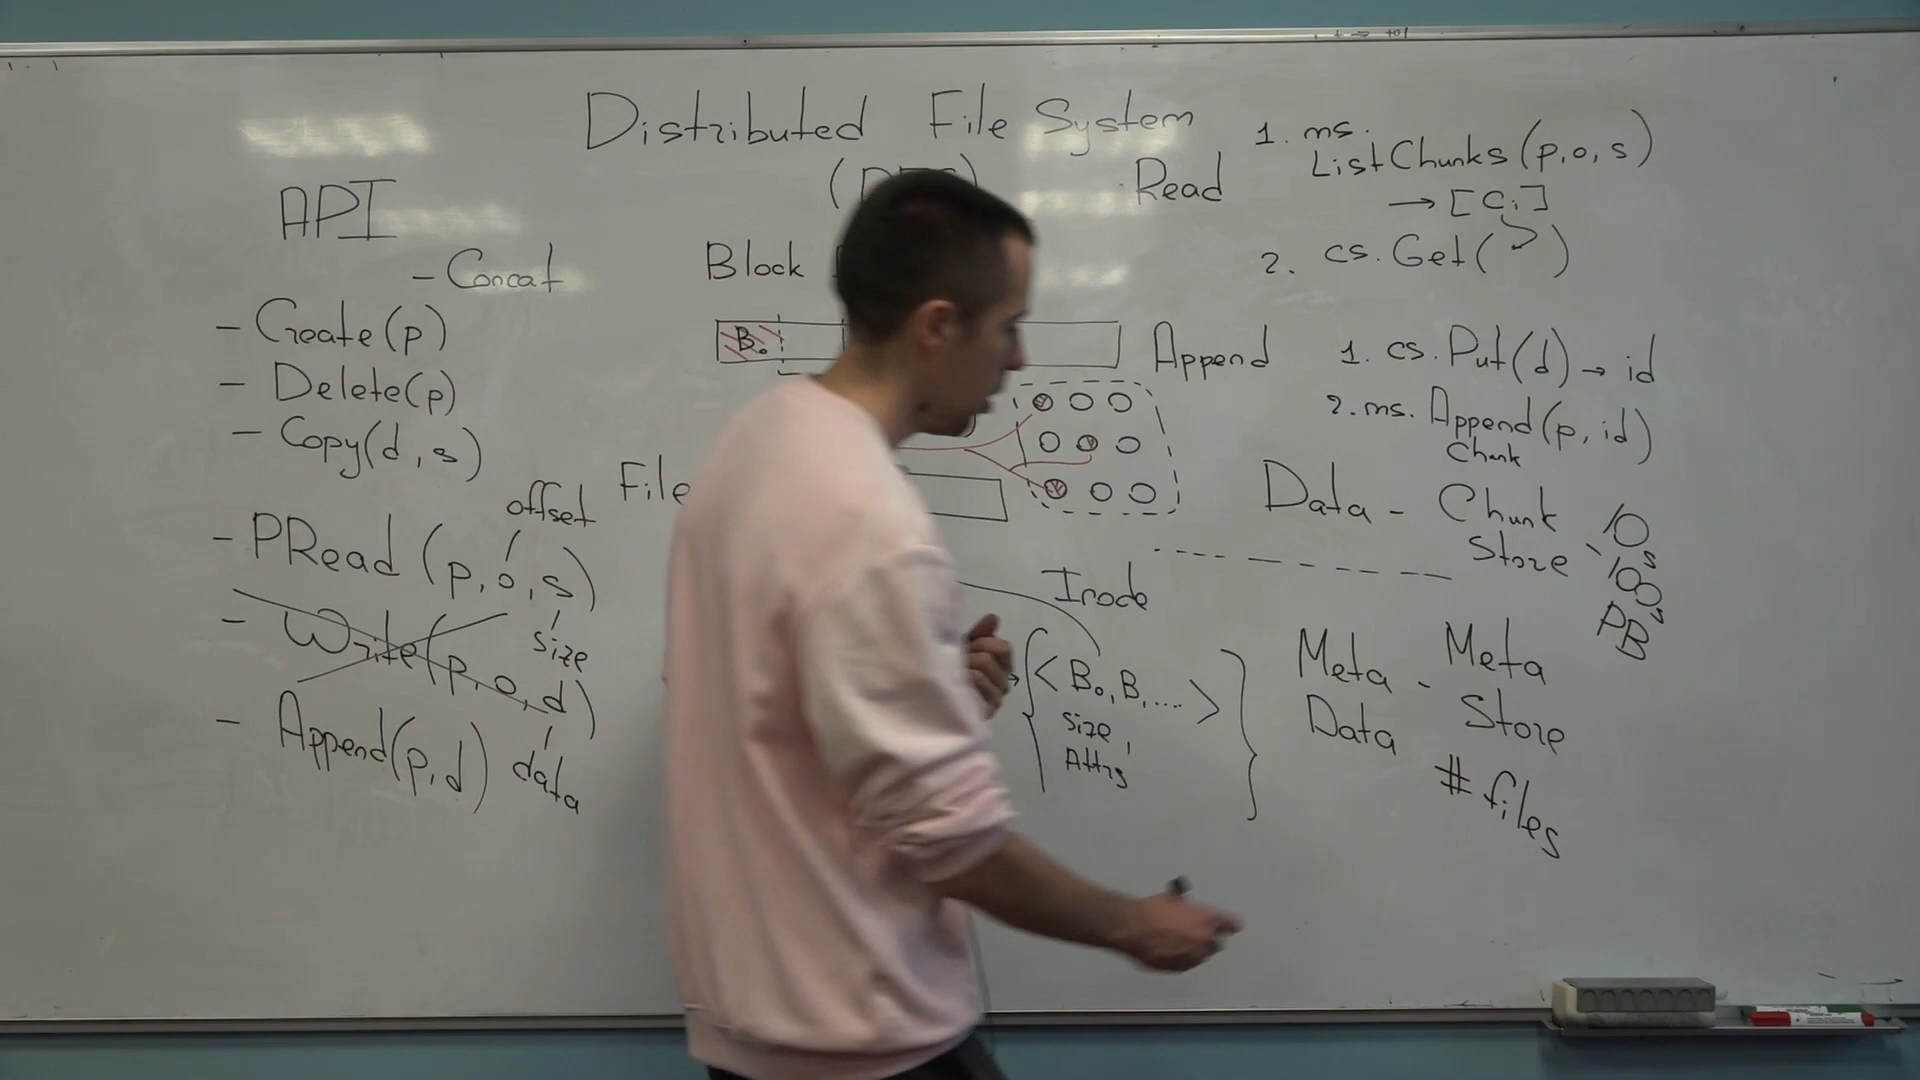 Distributed File System
API
- Concat
- Create(p)
- Delete(p)
- Copy(d, s)
offset
- PRead (p, o, s)
size
- Write(p, o, d)
- Append(p, d) data
Block
B₀
File
Inode
< B₀, B₁ .... >
size,
Attrs
Read
1. ms.
ListChunks(p, o, s)
→ [cᵢ]
2. cs. Get( )
Append
1. cs. Put(d) → id
2. ms. Append(p, id)
Chunk
Data - Chunk
Store
10s
100s
PB
Meta - Meta
Data Store
# files